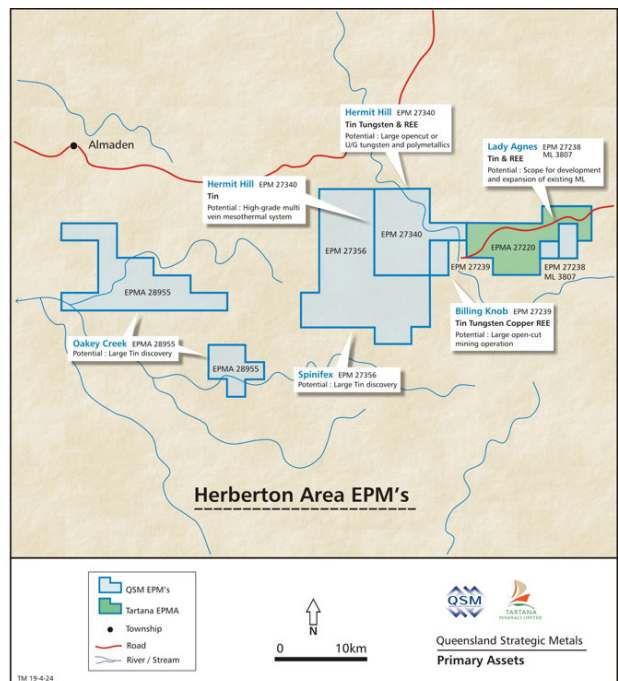 Almaden
Hermit Hill EPM 27340
Tin Tungsten & REE
Potential : Large opencut or
U/G tungsten and polymetallics
Lady Agnes EPM 27238
ML 3807
Tin & REE
Potential : Scope for development
and expansion of existing ML
Hermit Hill EPM 27340
Tin
Potential : High-grade multi
vein mesothermal system
EPM 27356
EPM 27340
EPMA 27220
EPM 27239
EPM 27238
ML 3807
EPMA 28955
Billing Knob EPM 27239
Tin Tungsten Copper REE
Potential : Large open-cut
mining operation
Oakey Creek EPMA 28955
Potential : Large Tin discovery
EPMA 28955
Spinifex EPM 27356
Potential : Large Tin discovery
Herberton Area EPM's
QSM EPM's
Tartana EPMA
Township
Road
River / Stream
N
0 10km
QSM
TARTANA
MINERALS LIMITED
Queensland Strategic Metals
Primary Assets
TM 19-4-24